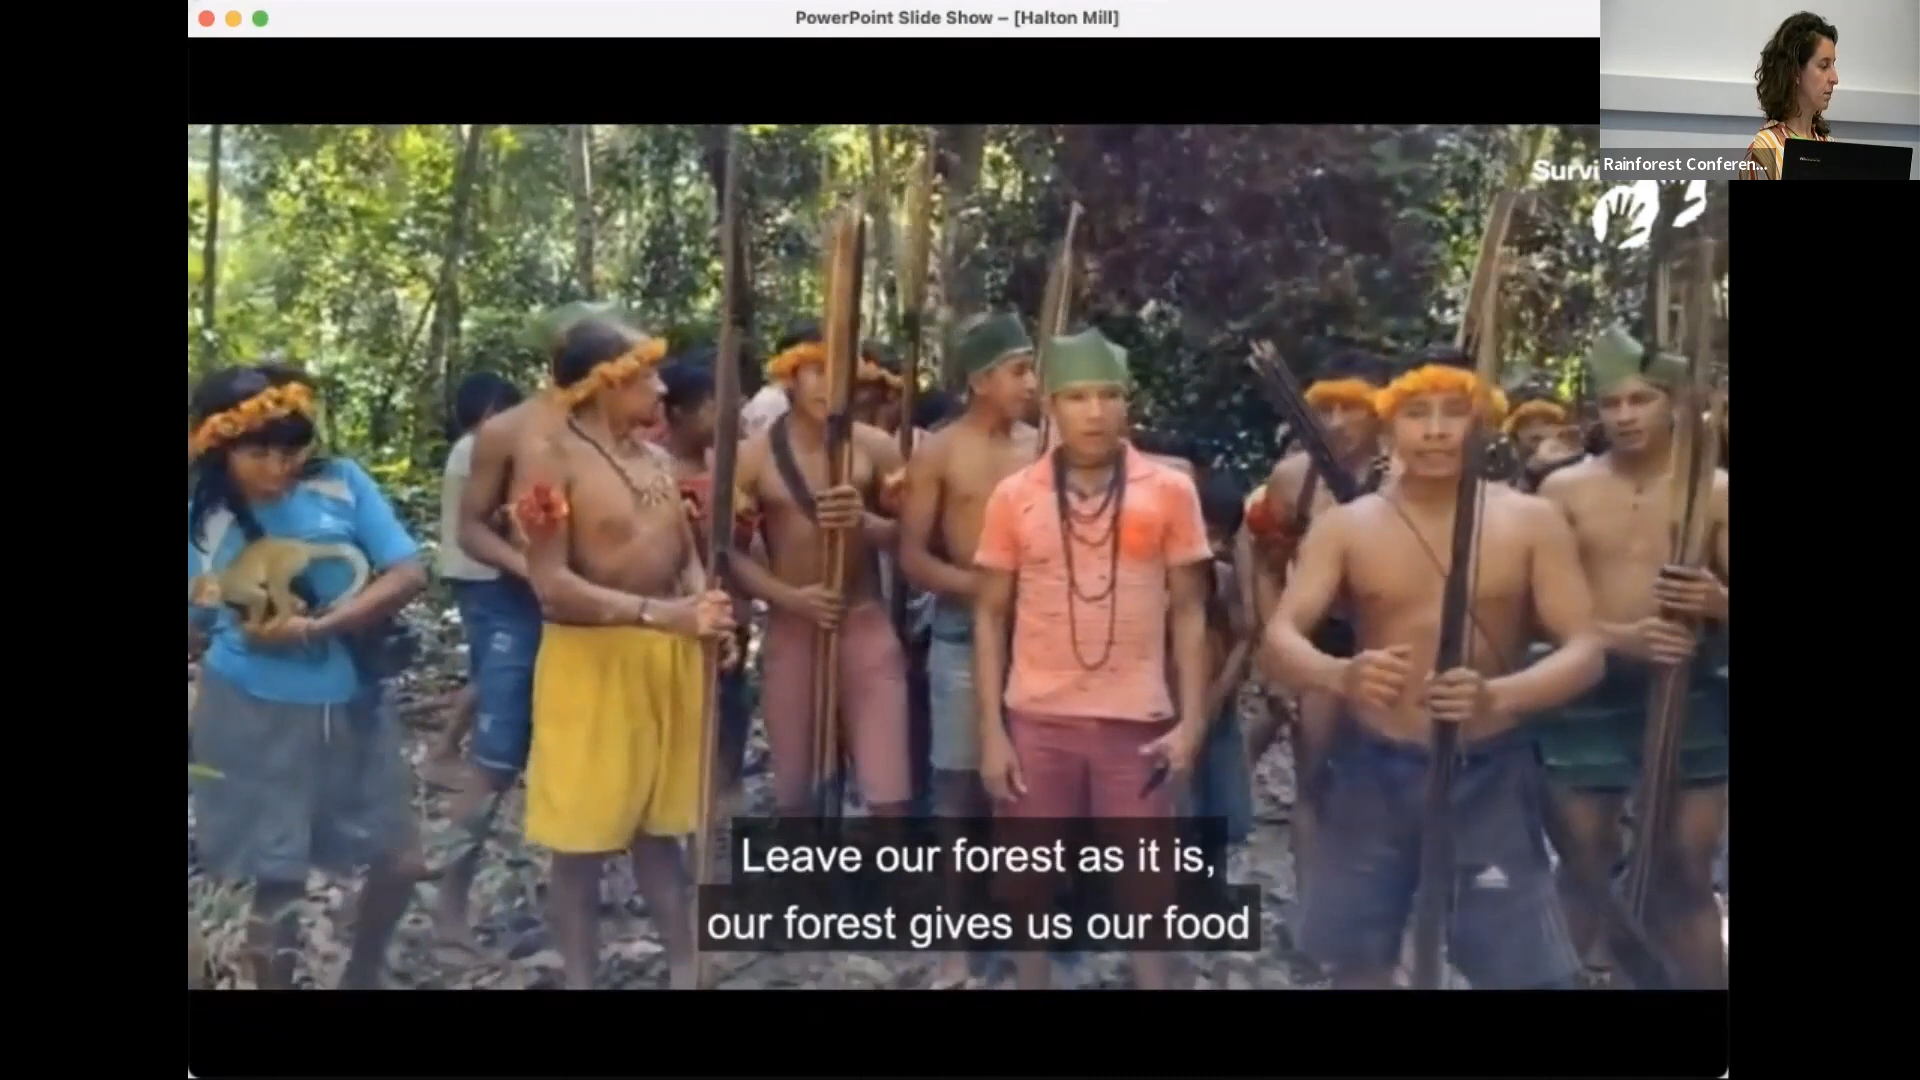 PowerPoint Slide Show – [Halton Mill]
Survi
Rainforest Conferen...
Leave our forest as it is,
our forest gives us our food